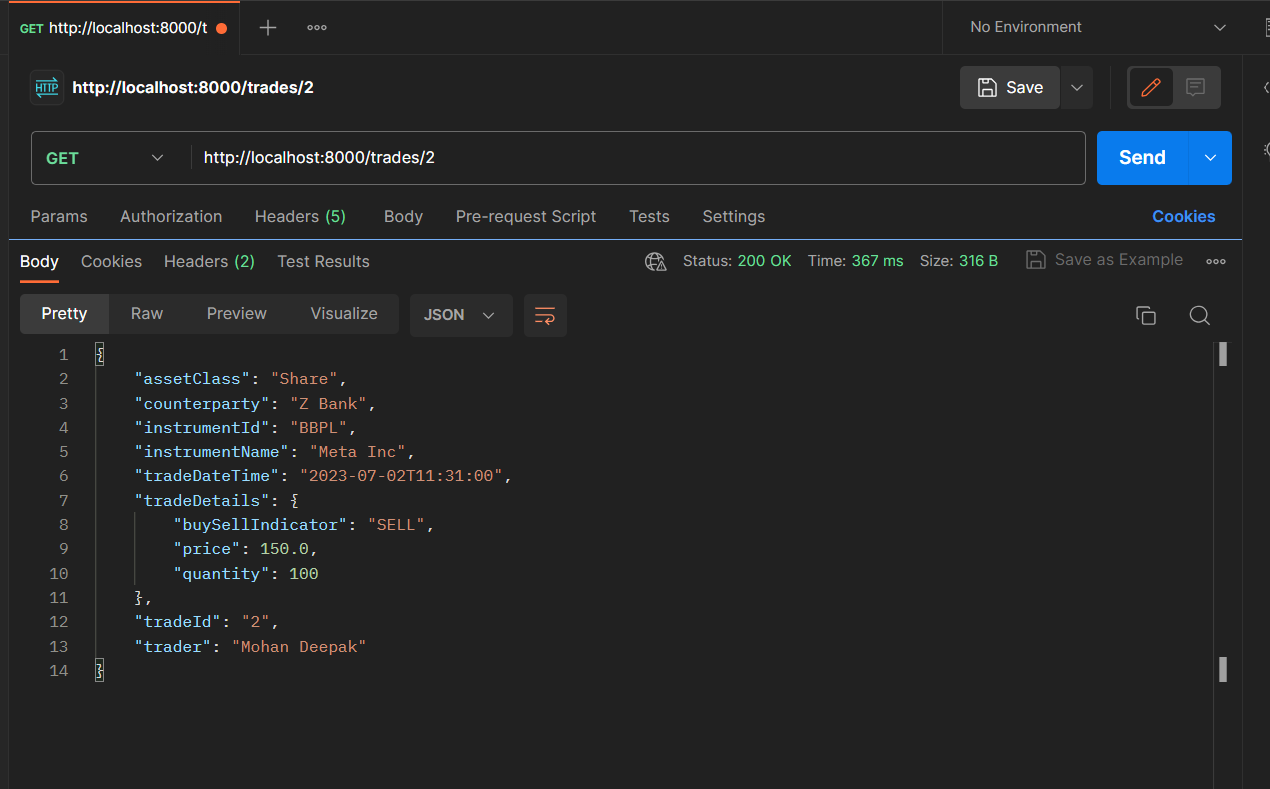 GET http://localhost:8000/t
No Environment
HTTP http://localhost:8000/trades/2
Save
GET http://localhost:8000/trades/2
Send
Params Authorization Headers (5) Body Pre-request Script Tests Settings Cookies
Body Cookies Headers (2) Test Results Status: 200 OK Time: 367 ms Size: 316 B Save as Example
Pretty Raw Preview Visualize JSON
1 {
2 "assetClass": "Share",
3 "counterparty": "Z Bank",
4 "instrumentId": "BBPL",
5 "instrumentName": "Meta Inc",
6 "tradeDateTime": "2023-07-02T11:31:00",
7 "tradeDetails": {
8 "buySellIndicator": "SELL",
9 "price": 150.0,
10 "quantity": 100
11 },
12 "tradeId": "2",
13 "trader": "Mohan Deepak"
14 }